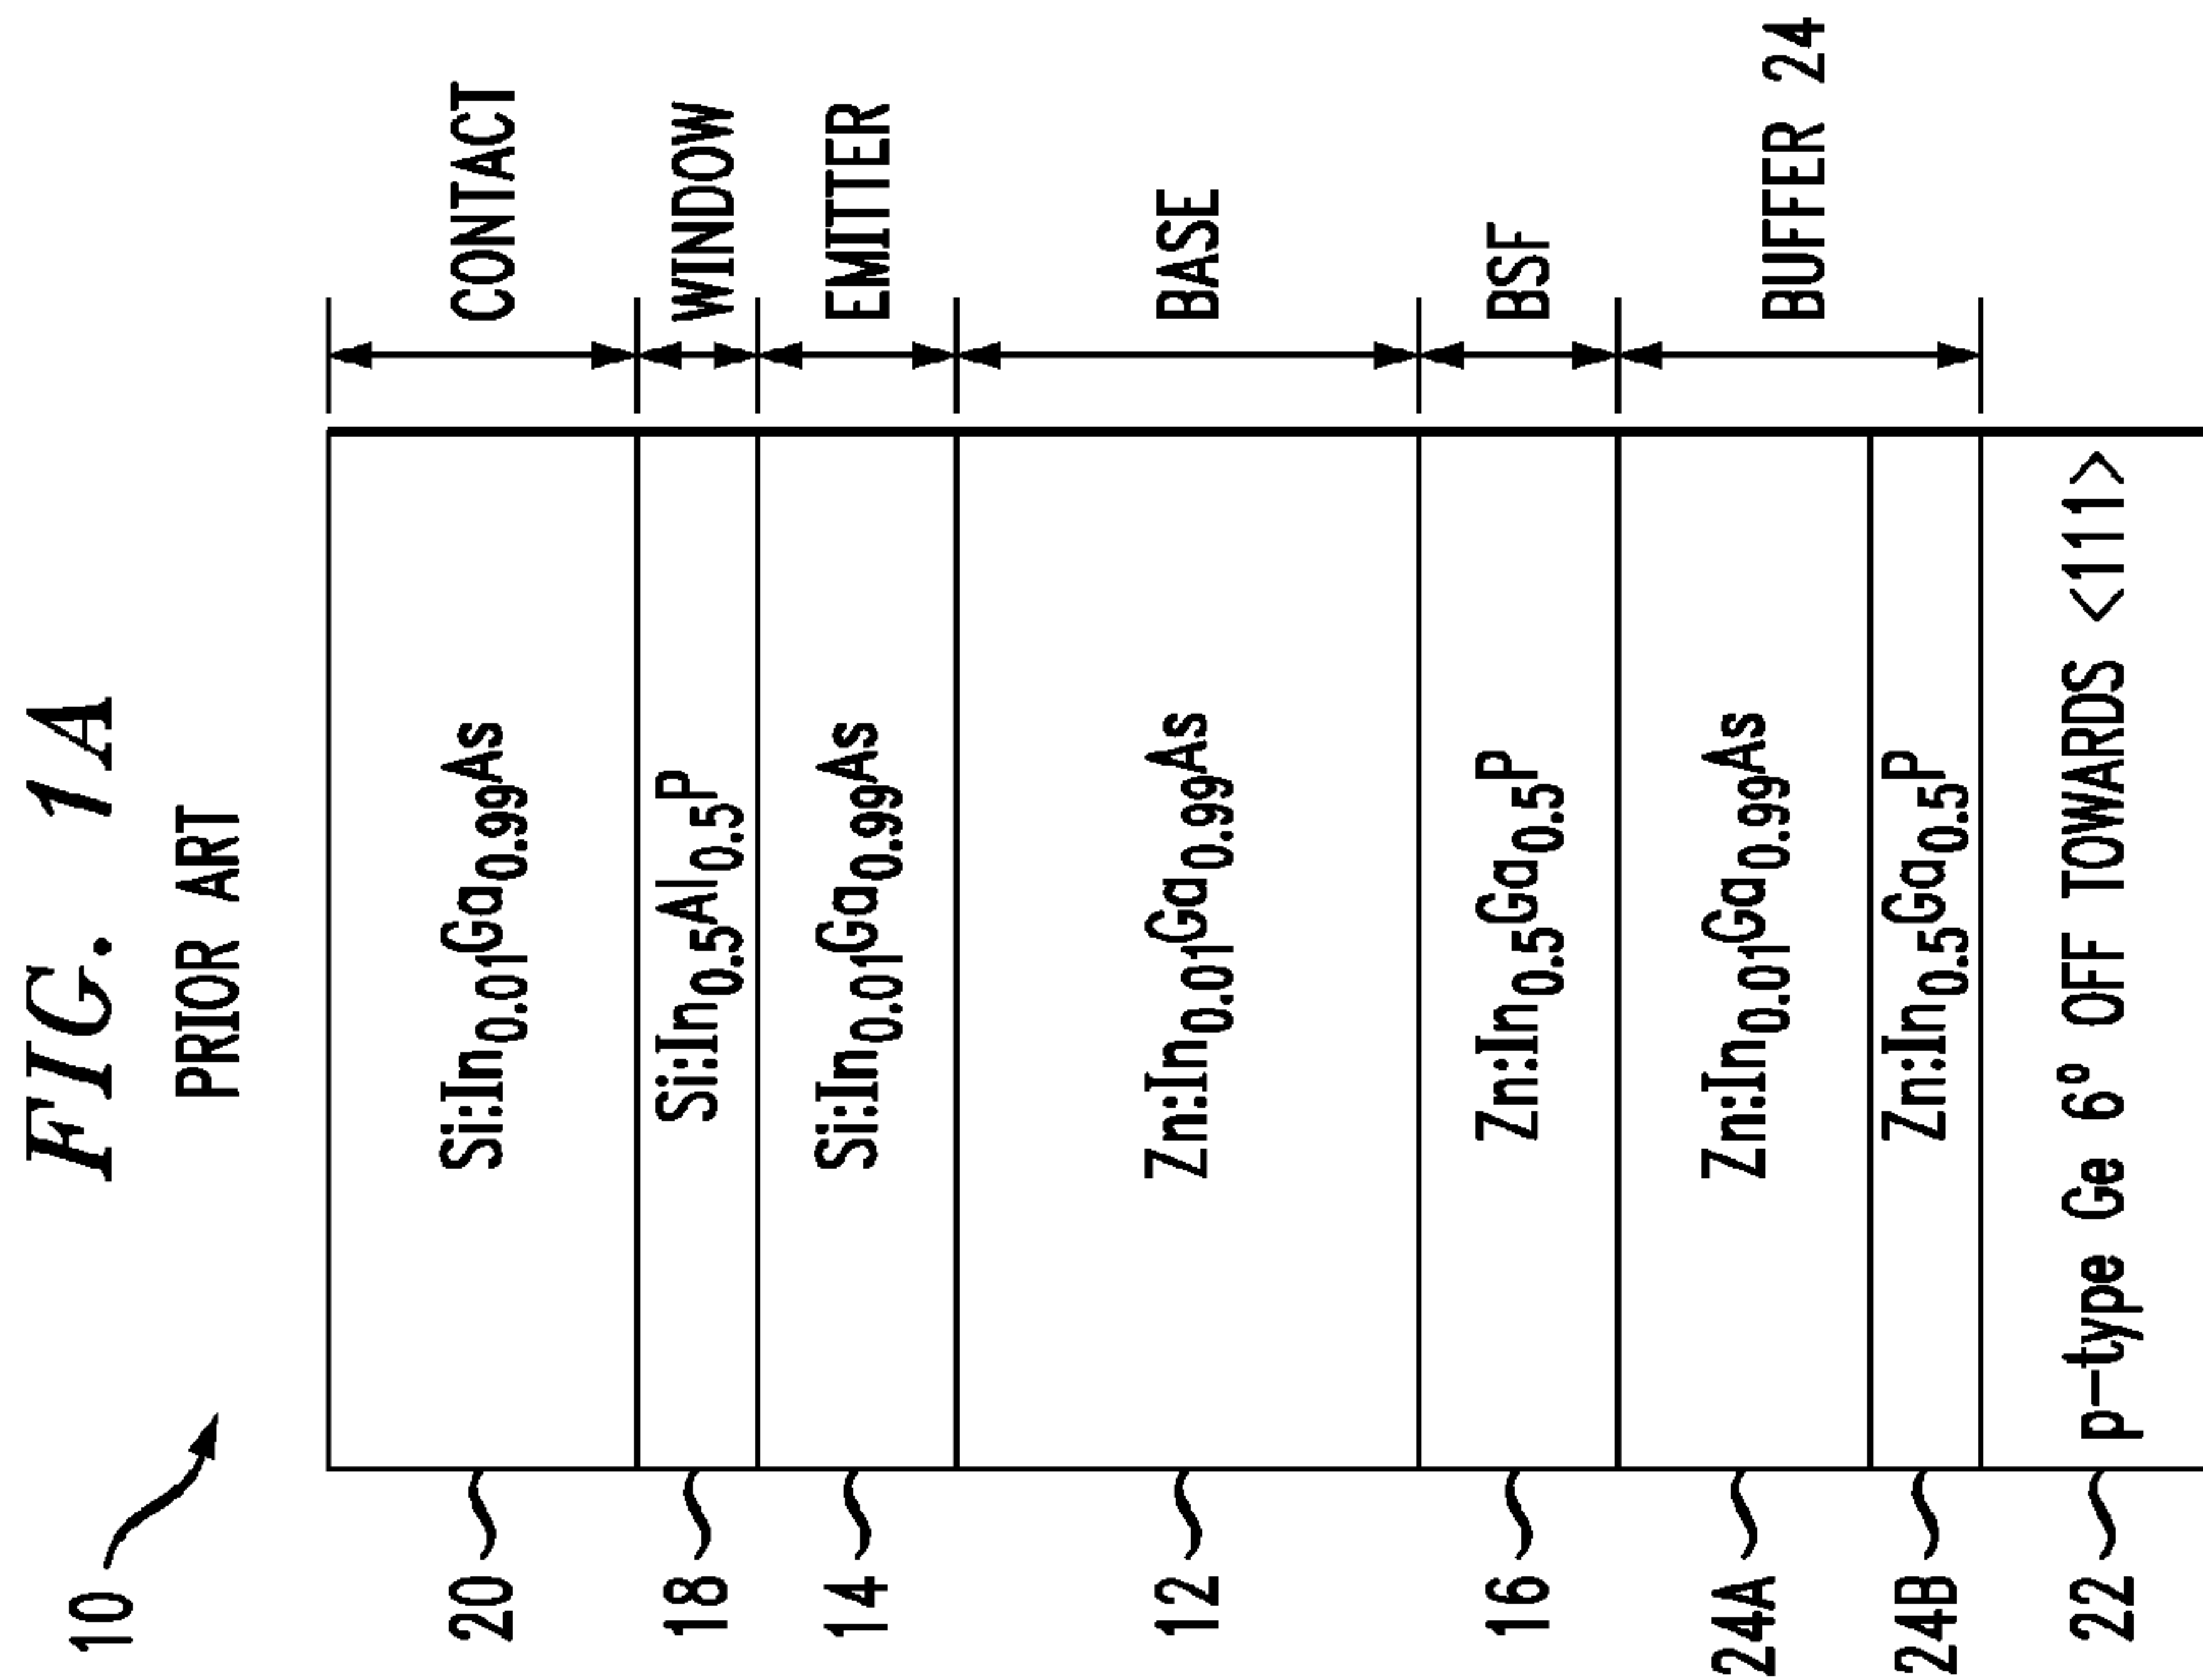 FIG. 1A
PRIOR ART
10
20 Si:In0.01Ga0.99As CONTACT
18 Si:In0.5Al0.5P WINDOW
14 Si:In0.01Ga0.99As EMITTER
12 Zn:In0.01Ga0.99As BASE
16 Zn:In0.5Ga0.5P BSF
24A Zn:In0.01Ga0.99As BUFFER 24
24B Zn:In0.5Ga0.5P
22 p-type Ge 6° OFF TOWARDS <111>